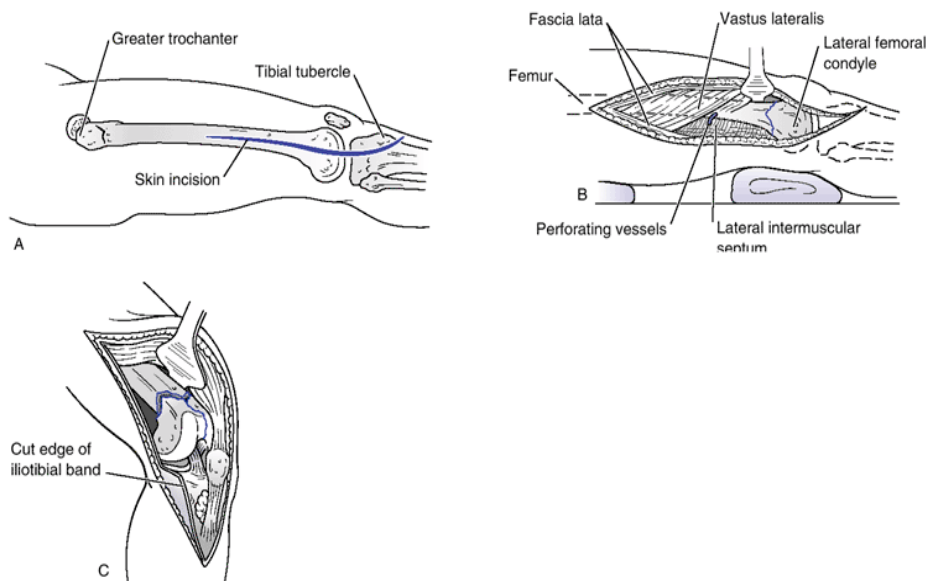 Greater trochanter
Tibial tubercle
Skin incision
A
Fascia lata
Vastus lateralis
Lateral femoral
condyle
Femur
B
Perforating vessels
Lateral intermuscular
septum
Cut edge of
iliotibial band
C